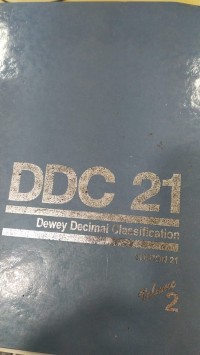 DDC 21
Dewey Decimal Classification
EDITION 21
Volume
2